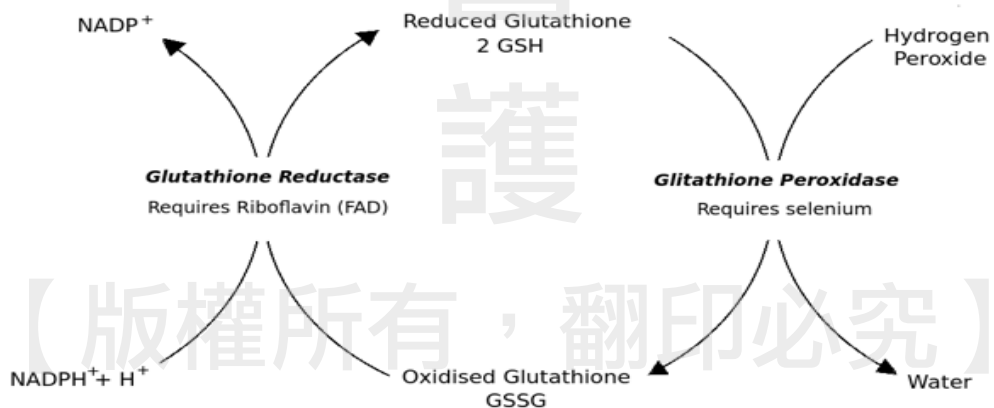 NADP+
Reduced Glutathione
2 GSH
Hydrogen
Peroxide
護
Glutathione Reductase
Requires Riboflavin (FAD)
Glitathione Peroxidase
Requires selenium
【版權所有，翻印必究】
NADPH+ + H+
Oxidised Glutathione
GSSG
Water